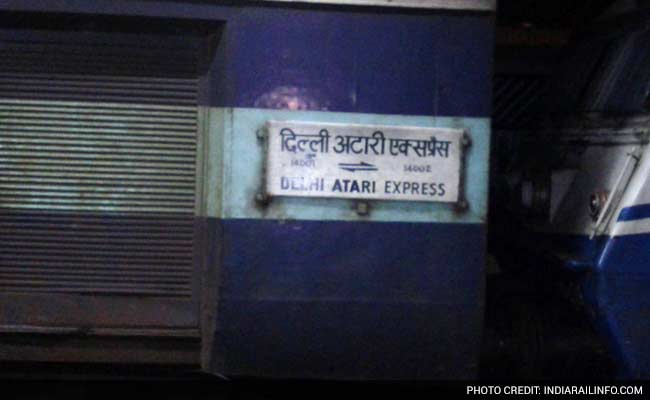 दिल्ली अटारी एक्सप्रैस
14001 ⇌ 14002
DELHI ATARI EXPRESS
PHOTO CREDIT: INDIARAILINFO.COM